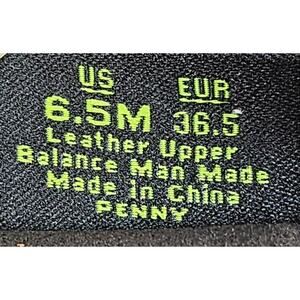 US EUR
6.5M 36.5
Leather Upper
Balance Man Made
Made In China
PENNY